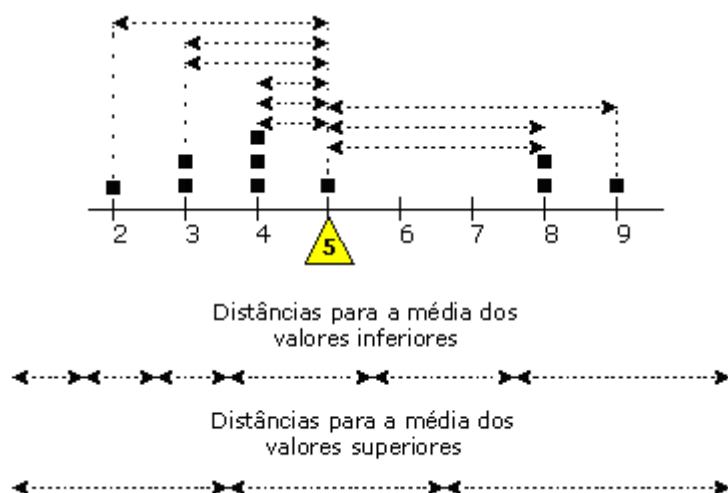 2 3 4 6 7 8 9
5
Distâncias para a média dos
valores inferiores
Distâncias para a média dos
valores superiores